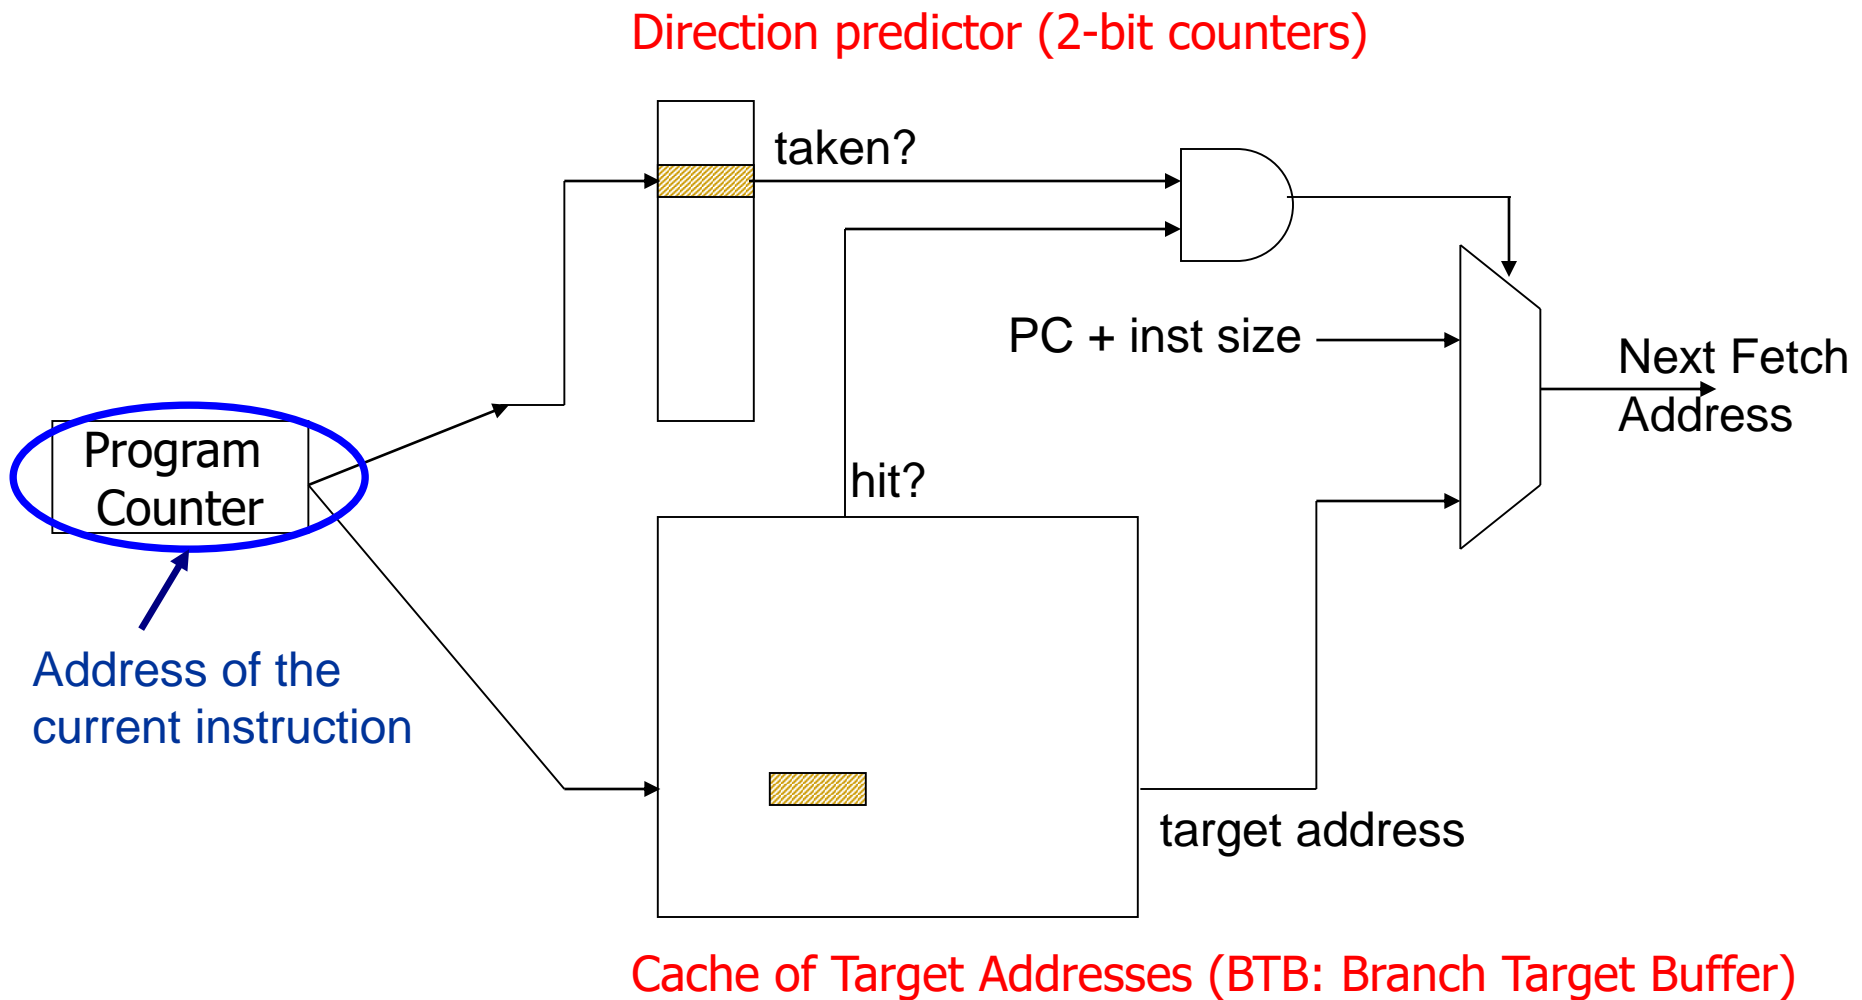 Direction predictor (2-bit counters)
taken?
PC + inst size
Next Fetch
Address
Program
Counter
hit?
Address of the
current instruction
target address
Cache of Target Addresses (BTB: Branch Target Buffer)